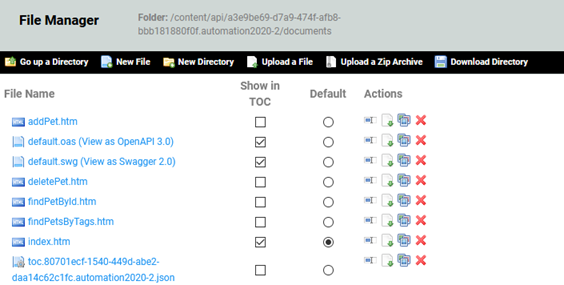 File Manager
Folder: /content/api/a3e9be69-d7a9-474f-afb8-
bbb181880f0f.automation2020-2/documents
Go up a Directory New File New Directory Upload a File Upload a Zip Archive Download Directory
File Name Show in TOC Default Actions
addPet.htm
default.oas (View as OpenAPI 3.0)
default.swg (View as Swagger 2.0)
deletePet.htm
findPetById.htm
findPetsByTags.htm
index.htm
toc.80701ecf-1540-449d-abe2-
daa14c62c1fc.automation2020-2.json